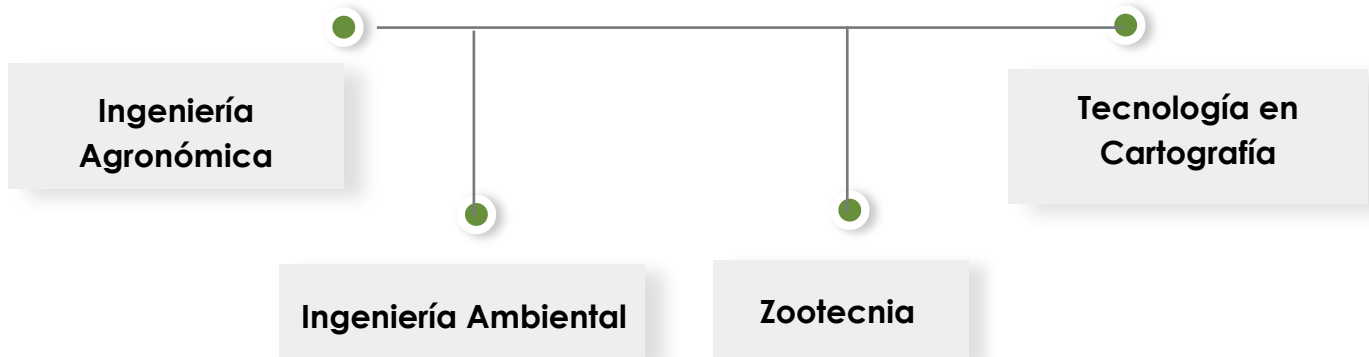 Ingeniería
Agronómica
Tecnología en
Cartografía
Ingeniería Ambiental
Zootecnia